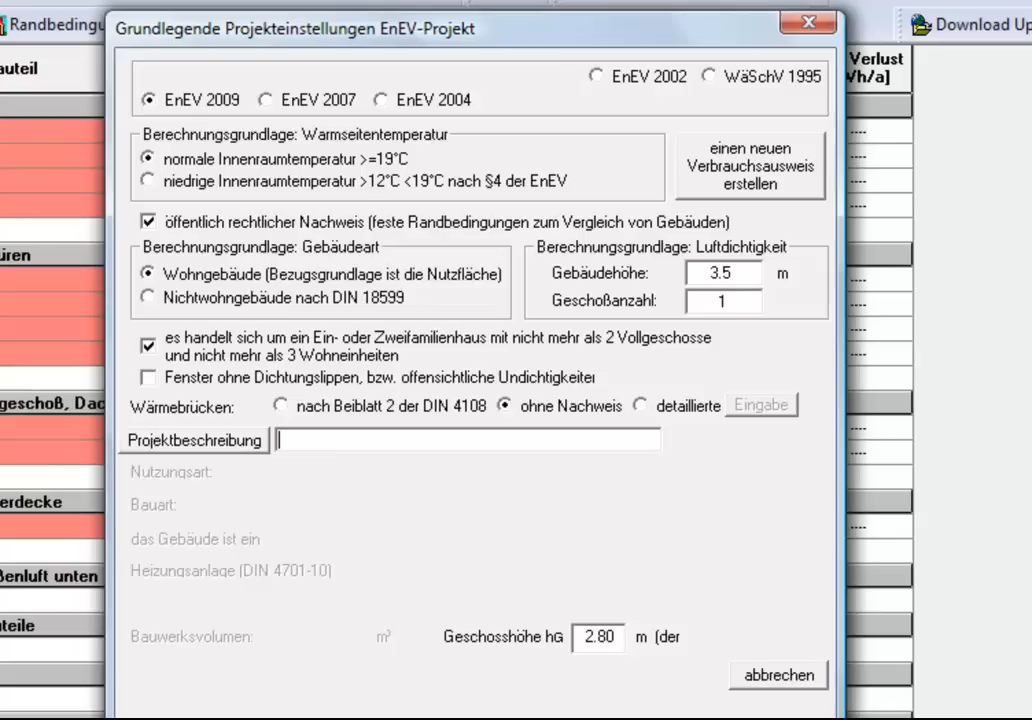 Randbedingu
Grundlegende Projekteinstellungen EnEV-Projekt
Download Up
auteil
Verlust
Wh/a]
EnEV 2002 WäSchV 1995
EnEV 2009 EnEV 2007 EnEV 2004
Berechnungsgrundlage: Warmseitentemperatur
normale Innenraumtemperatur >=19°C
niedrige Innenraumtemperatur >12°C <19°C nach §4 der EnEV
einen neuen
Verbrauchsausweis
erstellen
öffentlich rechtlicher Nachweis (feste Randbedingungen zum Vergleich von Gebäuden)
üren
Berechnungsgrundlage: Gebäudeart
Wohngebäude (Bezugsgrundlage ist die Nutzfläche)
Nichtwohngebäude nach DIN 18599
Berechnungsgrundlage: Luftdichtigkeit
Gebäudehöhe: 3.5 m
Geschoßanzahl: 1
es handelt sich um ein Ein- oder Zweifamilienhaus mit nicht mehr als 2 Vollgeschosse
und nicht mehr als 3 Wohneinheiten
Fenster ohne Dichtungslippen, bzw. offensichtliche Undichtigkeiter
geschoß, Dac
Wärmebrücken: nach Beiblatt 2 der DIN 4108 ohne Nachweis detaillierte Eingabe
Projektbeschreibung
Nutzungsart:
erdecke
Bauart:
das Gebäude ist ein
Heizungsanlage (DIN 4701-10)
ßenluft unten
teile
Bauwerksvolumen: m³ Geschosshöhe hG 2.80 m (der
abbrechen
----
----
----
----
----
----
----
----
----
----
----